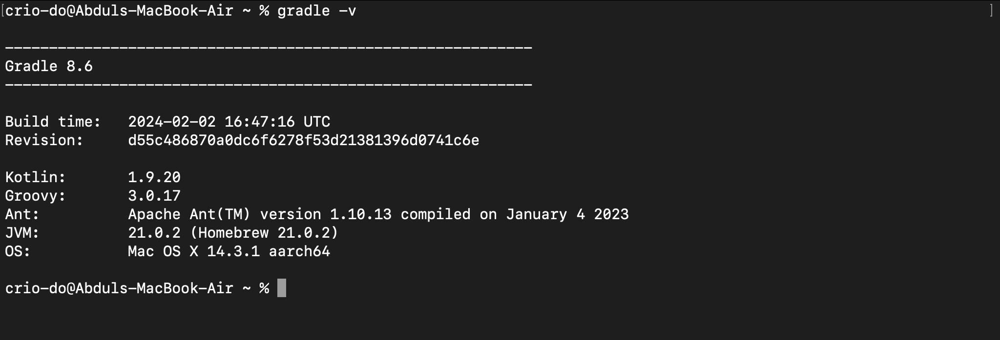 [crio-do@Abduls-MacBook-Air ~ % gradle -v ]
------------------------------------------------------------
Gradle 8.6
------------------------------------------------------------
Build time:   2024-02-02 16:47:16 UTC
Revision:     d55c486870a0dc6f6278f53d21381396d0741c6e
Kotlin:       1.9.20
Groovy:       3.0.17
Ant:          Apache Ant(TM) version 1.10.13 compiled on January 4 2023
JVM:          21.0.2 (Homebrew 21.0.2)
OS:           Mac OS X 14.3.1 aarch64
crio-do@Abduls-MacBook-Air ~ %